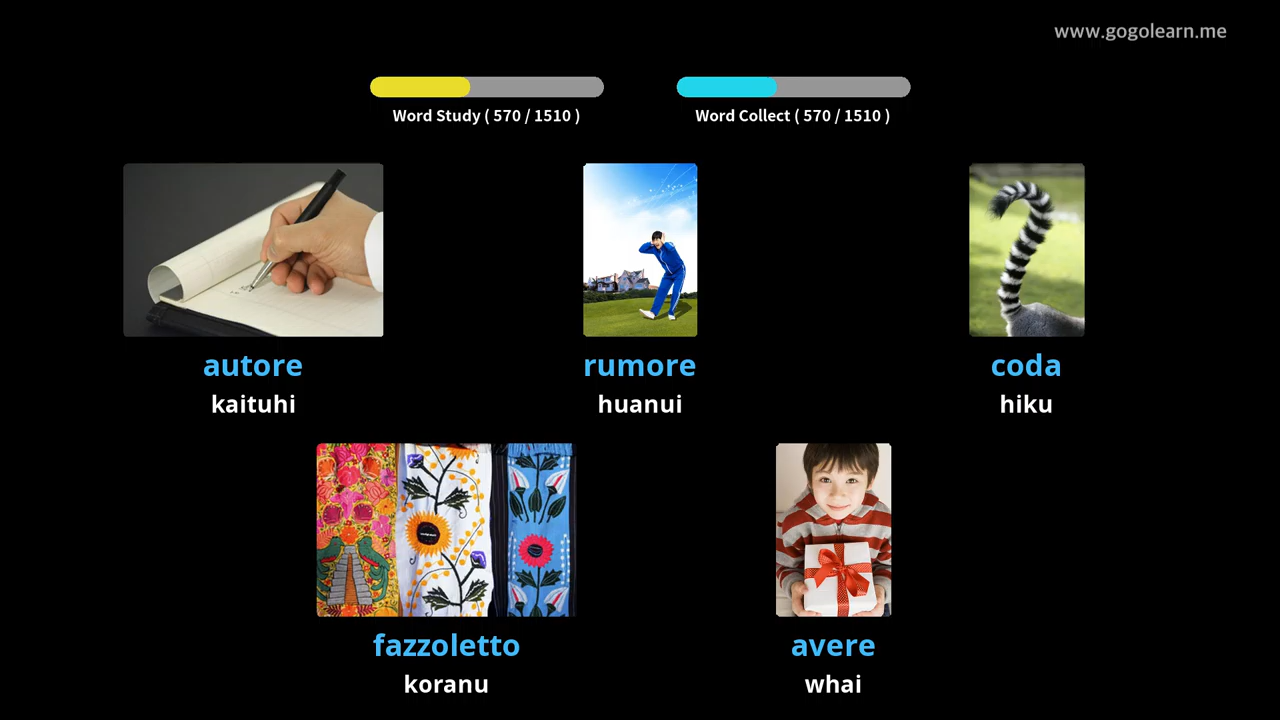 www.gogolearn.me
Word Study ( 570 / 1510 )
Word Collect ( 570 / 1510 )
autore
kaituhi
rumore
huanui
coda
hiku
fazzoletto
koranu
avere
whai